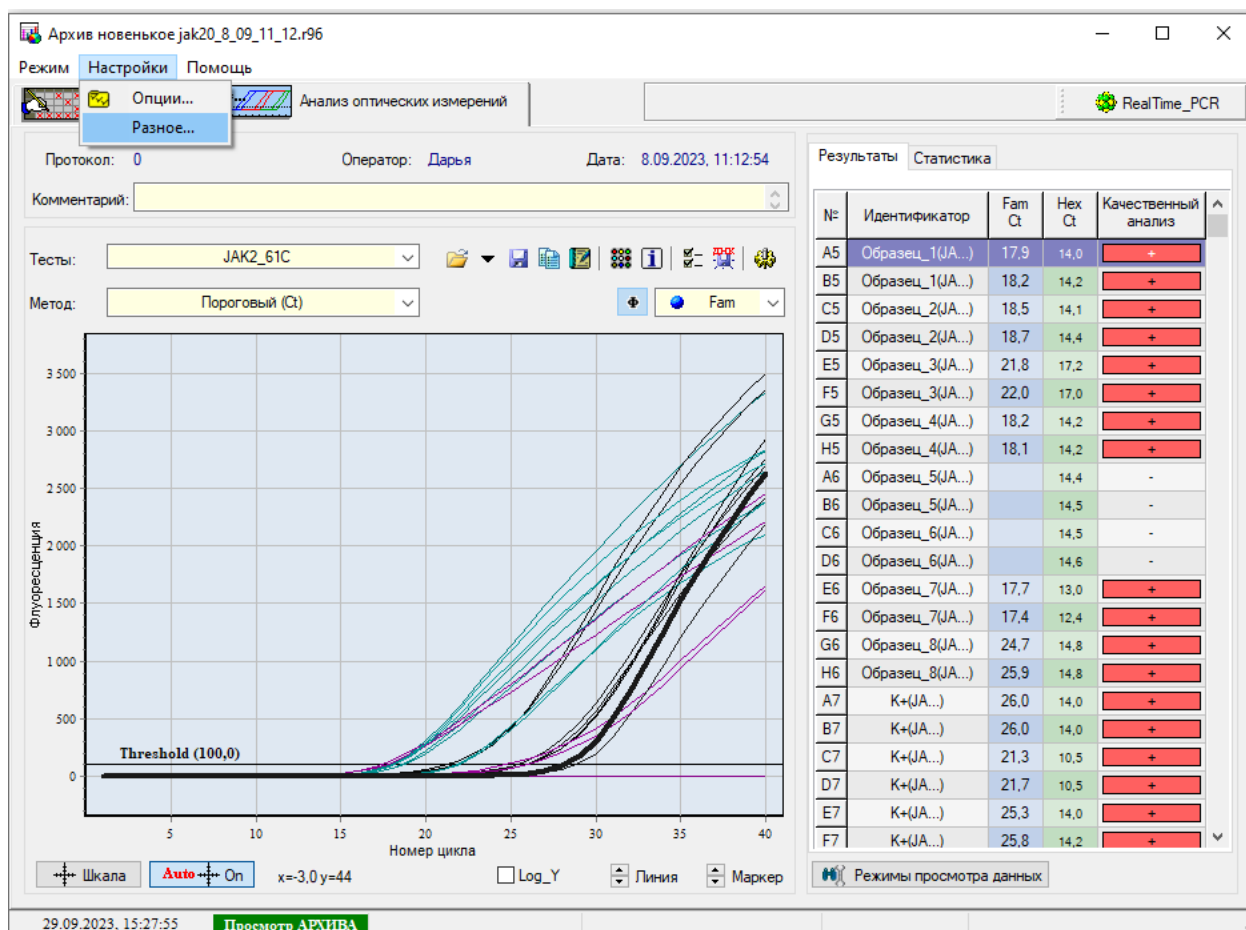 Архив новенькое jak20_8_09_11_12.r96
Режим Настройки Помощь
Опции...
Разное...
Анализ оптических измерений
RealTime_PCR
Протокол: 0 Оператор: Дарья Дата: 8.09.2023, 11:12:54
Комментарий:
Тесты: JAK2_61C
Метод: Пороговый (Ct) Ф Fam
Флуоресценция
3 500
3 000
2 500
2 000
1 500
1 000
500
0
Threshold (100,0)
5 10 15 20 25 30 35 40
Номер цикла
Шкала Auto On x=-3,0 y=44 Log_Y Линия Маркер
Результаты Статистика
№ Идентификатор Fam Ct Hex Ct Качественный анализ
A5 Образец_1(JA...) 17,9 14,0 +
B5 Образец_1(JA...) 18,2 14,2 +
C5 Образец_2(JA...) 18,5 14,1 +
D5 Образец_2(JA...) 18,7 14,4 +
E5 Образец_3(JA...) 21,8 17,2 +
F5 Образец_3(JA...) 22,0 17,0 +
G5 Образец_4(JA...) 18,2 14,2 +
H5 Образец_4(JA...) 18,1 14,2 +
A6 Образец_5(JA...) 14,4 -
B6 Образец_5(JA...) 14,5 -
C6 Образец_6(JA...) 14,5 -
D6 Образец_6(JA...) 14,6 -
E6 Образец_7(JA...) 17,7 13,0 +
F6 Образец_7(JA...) 17,4 12,4 +
G6 Образец_8(JA...) 24,7 14,8 +
H6 Образец_8(JA...) 25,9 14,8 +
A7 K+(JA...) 26,0 14,0 +
B7 K+(JA...) 26,0 14,0 +
C7 K+(JA...) 21,3 10,5 +
D7 K+(JA...) 21,7 10,5 +
E7 K+(JA...) 25,3 14,0 +
F7 K+(JA...) 25,8 14,2 +
Режимы просмотра данных
29.09.2023, 15:27:55 Просмотр АРХИВА